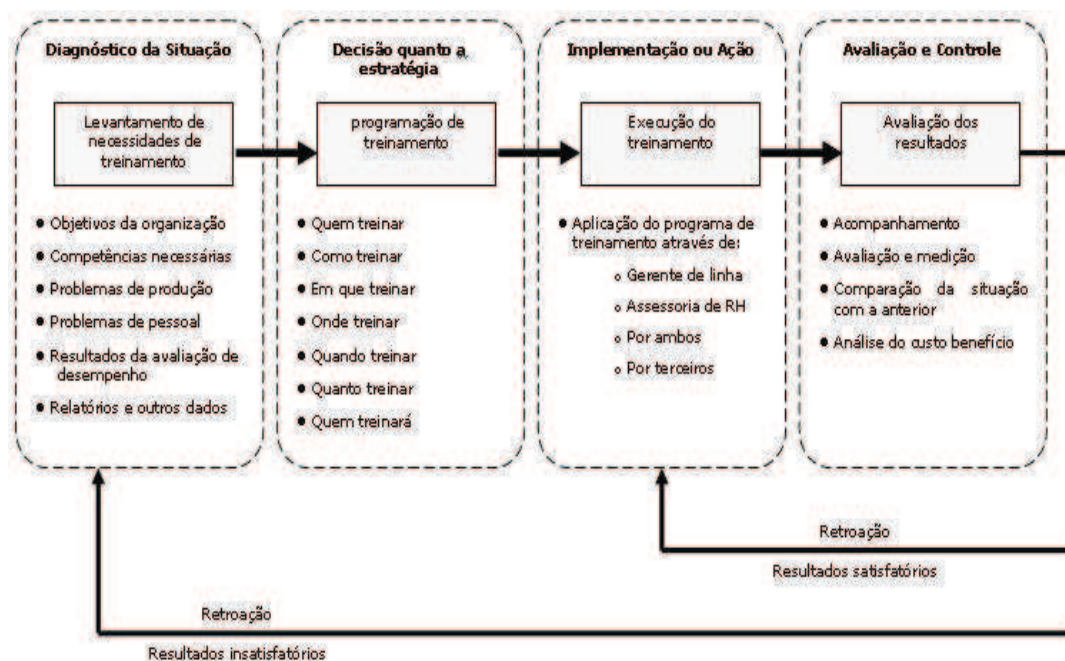 Diagnóstico da Situação
Levantamento de
necessidades de
treinamento
• Objetivos da organização
• Competências necessárias
• Problemas de produção
• Problemas de pessoal
• Resultados da avaliação de
desempenho
• Relatórios e outros dados
Decisão quanto a
estratégia
programação de
treinamento
• Quem treinar
• Como treinar
• Em que treinar
• Onde treinar
• Quando treinar
• Quanto treinar
• Quem treinará
Implementação ou Ação
Execução do
treinamento
• Aplicação do programa de
treinamento através de:
o Gerente de linha
o Assessoria de RH
o Por ambos
o Por terceiros
Avaliação e Controle
Avaliação dos
resultados
• Acompanhamento
• Avaliação e medição
• Comparação da situação
com a anterior
• Análise do custo benefício
Retroação
Resultados satisfatórios
Retroação
Resultados insatisfatórios